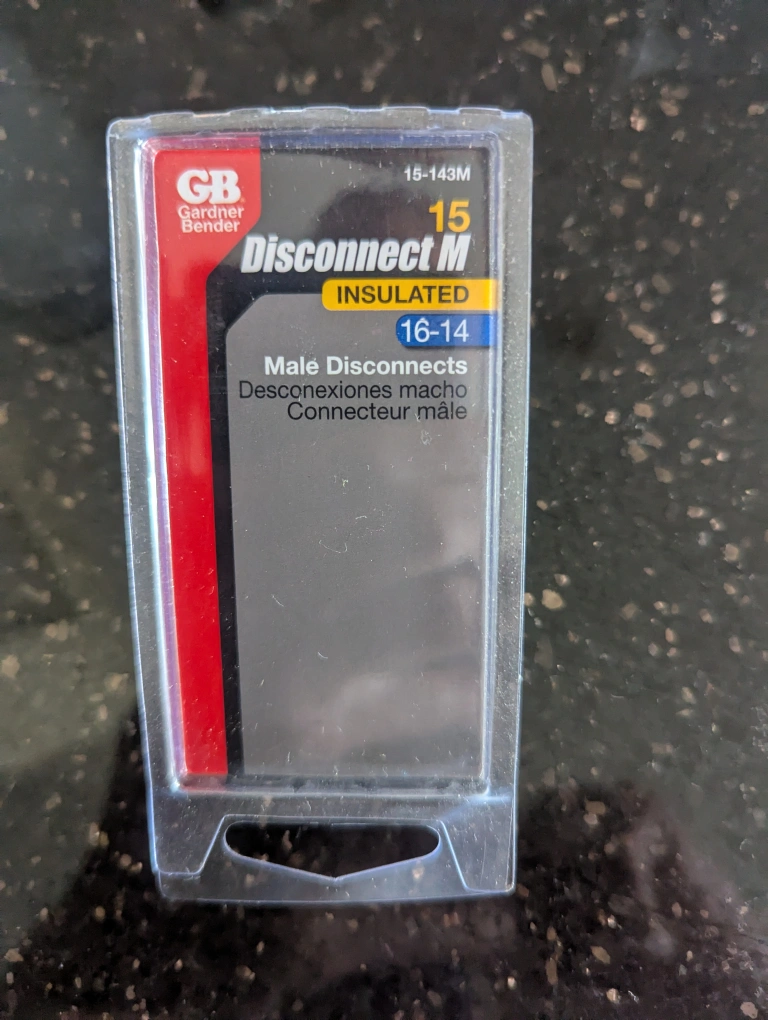 GB
Gardner
Bender
15-143M
15
Disconnect M
INSULATED
16-14
Male Disconnects
Desconexiones macho
Connecteur mâle